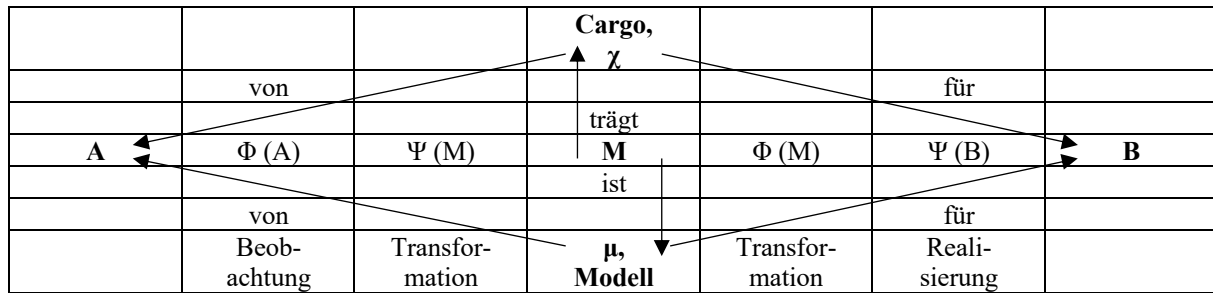 Cargo,
χ
von für
trägt
A Φ (A) Ψ (M) M Φ (M) Ψ (B) B
ist
von für
Beob- Transfor- μ, Transfor- Reali-
achtung mation Modell mation sierung